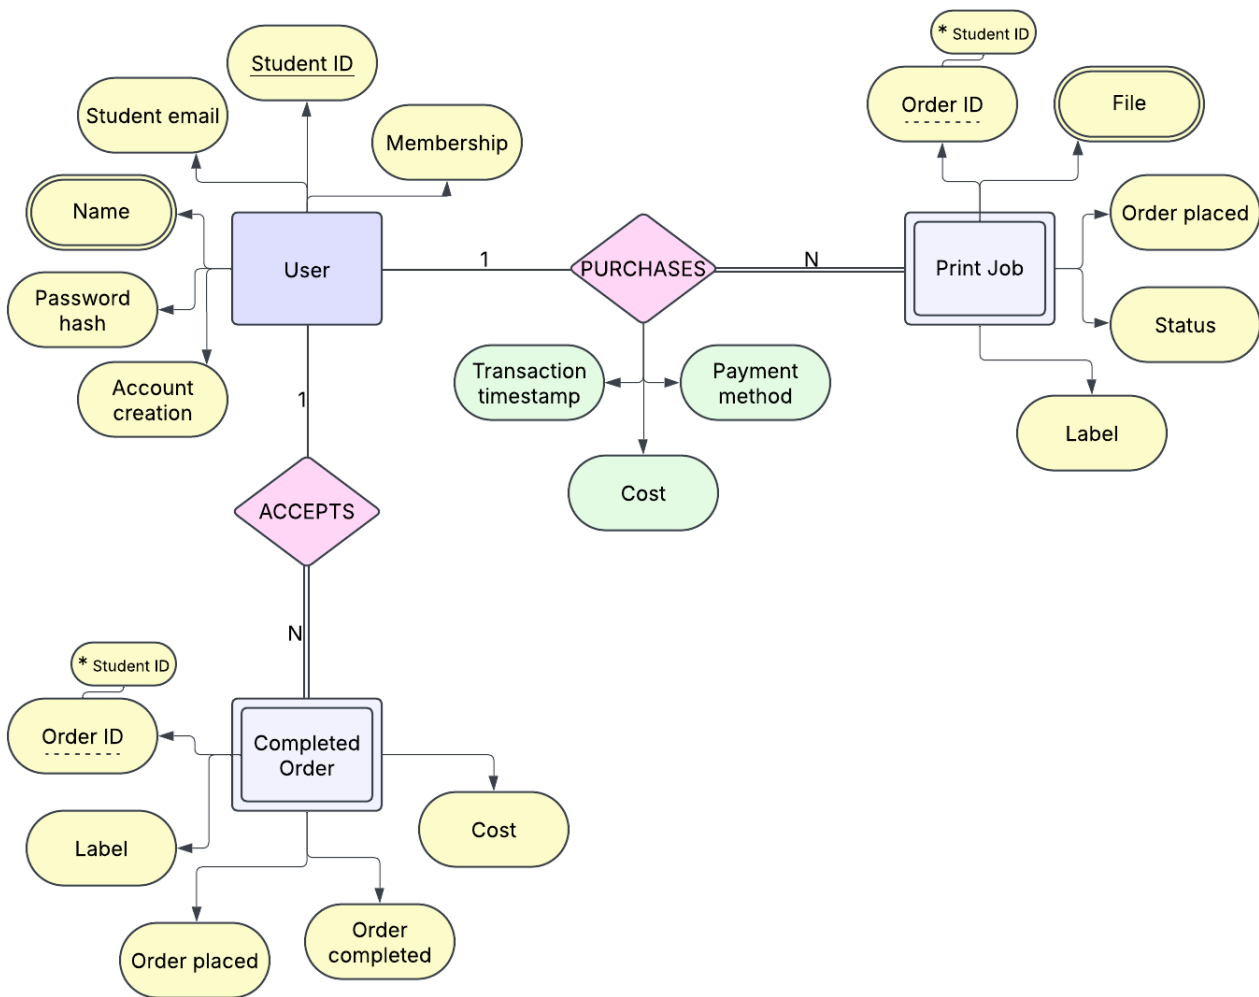 * Student ID
Student ID
Order ID
File
Student email
Membership
Name
Order placed
User
1
PURCHASES
N
Print Job
Password
hash
Status
Account
creation
Transaction
timestamp
Payment
method
1
Label
Cost
ACCEPTS
N
* Student ID
Order ID
Completed
Order
Label
Cost
Order placed
Order
completed